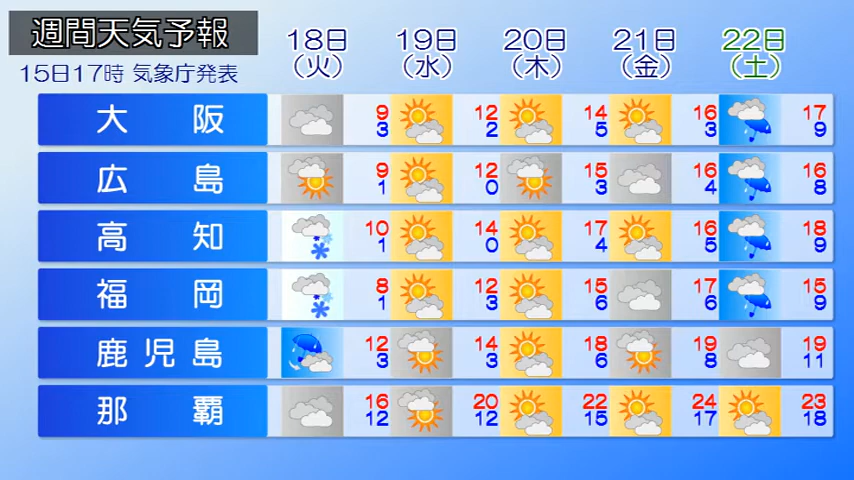 週間天気予報
15日17時 気象庁発表
18日 19日 20日 21日 22日
(火) (水) (木) (金) (土)
大阪 9 12 14 16 17
3 2 5 3 9
広島 9 12 15 16 16
1 0 3 4 8
高知 10 14 17 16 18
1 0 4 5 9
福岡 8 12 15 17 15
1 3 6 6 9
鹿児島 12 14 18 19 19
3 3 6 8 11
那覇 16 20 22 24 23
12 12 15 17 18